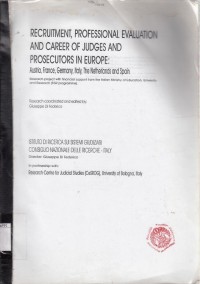 RECRUITMENT, PROFESSIONAL EVALUATION
AND CAREER OF JUDGES AND
PROSECUTORS IN EUROPE:
Austria, France, Germany, Italy, The Netherlands and Spain
Research project with financial support from the Italian Ministry of Education, University
and Research (PRIN programme)
Research coordinated and edited by
Giuseppe Di Federico
ISTITUTO DI RICERCA SUI SISTEMI GIUDIZIARI
CONSIGLIO NAZIONALE DELLE RICERCHE - ITALY
Director: Giuseppe Di Federico
in partnership with
Research Centre for Judicial Studies (CeSROG), University of Bologna, Italy